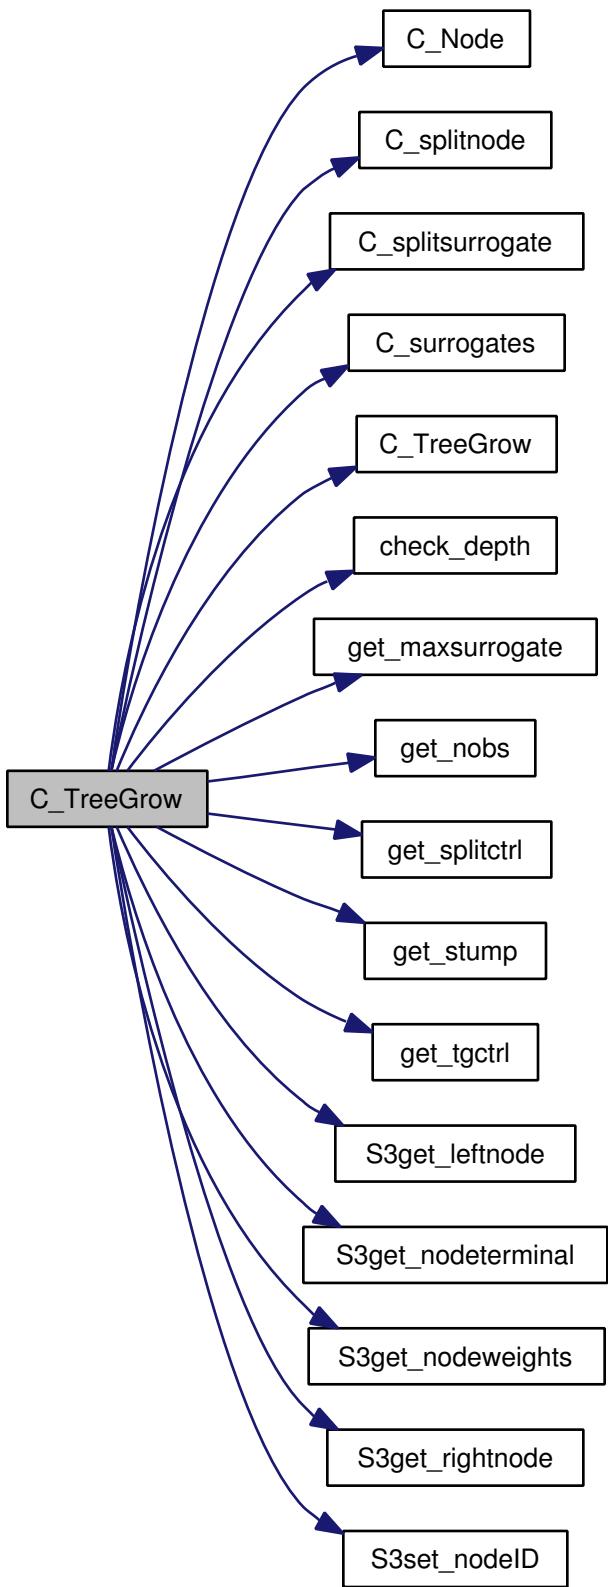 C_Node
C_splitnode
C_splitsurrogate
C_surrogates
C_TreeGrow
check_depth
get_maxsurrogate
get_nobs
C_TreeGrow
get_splitctrl
get_stump
get_tgctrl
S3get_leftnode
S3get_nodeterminal
S3get_nodeweights
S3get_rightnode
S3set_nodeID